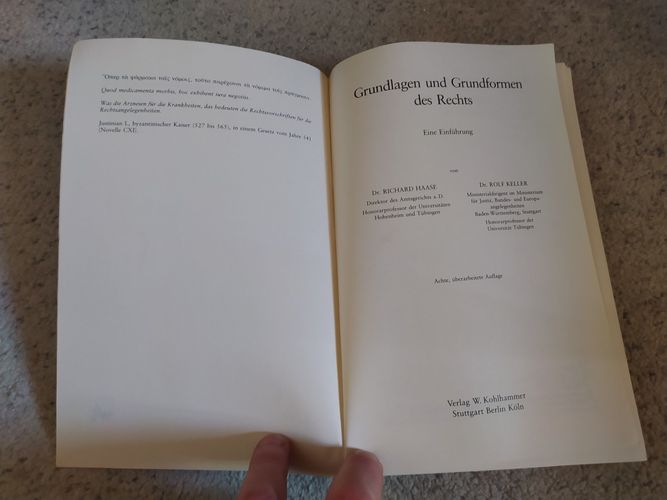 Quod medicamenta morbis, hoc exhibent iura negotiis.
Was die Arzneien für die Krankheiten, das bedeuten die Rechtsvorschriften für die
Rechtsangelegenheiten.
Justinian I., byzantinischer Kaiser (527 bis 565), in einem Gesetz vom Jahre 541
(Novelle CXI).
Grundlagen und Grundformen
des Rechts
Eine Einführung
von
Dr. RICHARD HAASE
Direktor des Amtsgerichts a. D.
Honorarprofessor der Universitäten
Hohenheim und Tübingen
Dr. ROLF KELLER
Ministerialdirigent im Ministerium
für Justiz, Bundes- und Europa-
angelegenheiten
Baden-Württemberg, Stuttgart
Honorarprofessor der
Universität Tübingen
Achte, überarbeitete Auflage
Verlag W. Kohlhammer
Stuttgart Berlin Köln